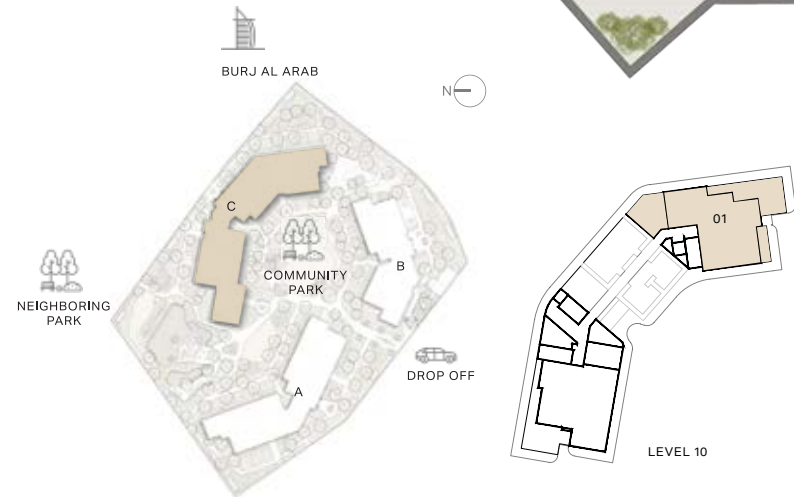 BURJ AL ARAB
N
C
01
COMMUNITY
PARK
B
NEIGHBORING
PARK
DROP OFF
A
LEVEL 10